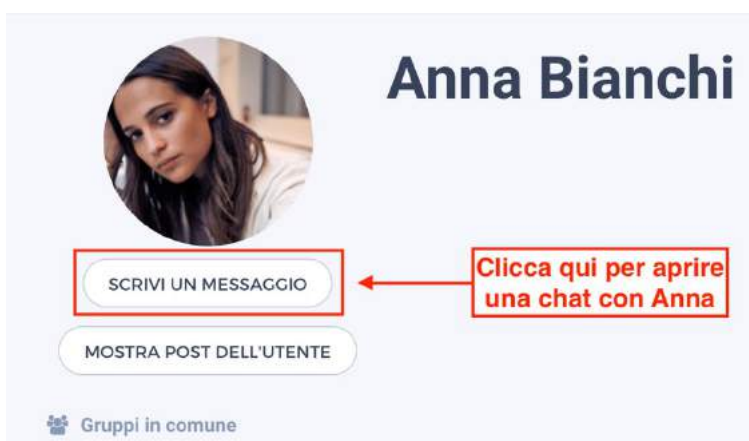 Anna Bianchi
SCRIVI UN MESSAGGIO
Clicca qui per aprire
una chat con Anna
MOSTRA POST DELL'UTENTE
Gruppi in comune